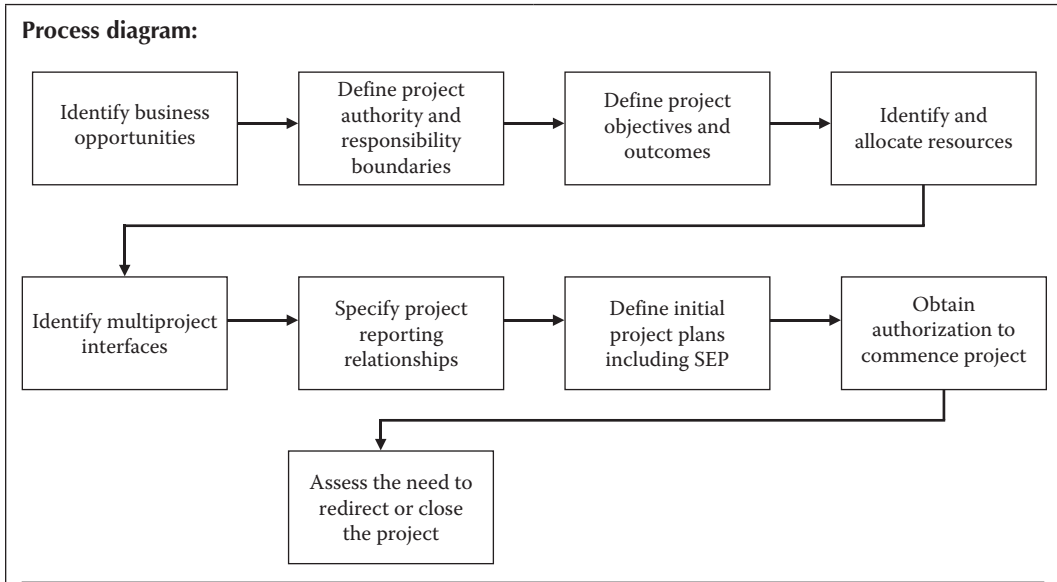 Process diagram:
Identify business
opportunities
Define project
authority and
responsibility
boundaries
Define project
objectives and
outcomes
Identify and
allocate resources
Identify multiproject
interfaces
Specify project
reporting
relationships
Define initial
project plans
including SEP
Obtain
authorization to
commence project
Assess the need to
redirect or close
the project